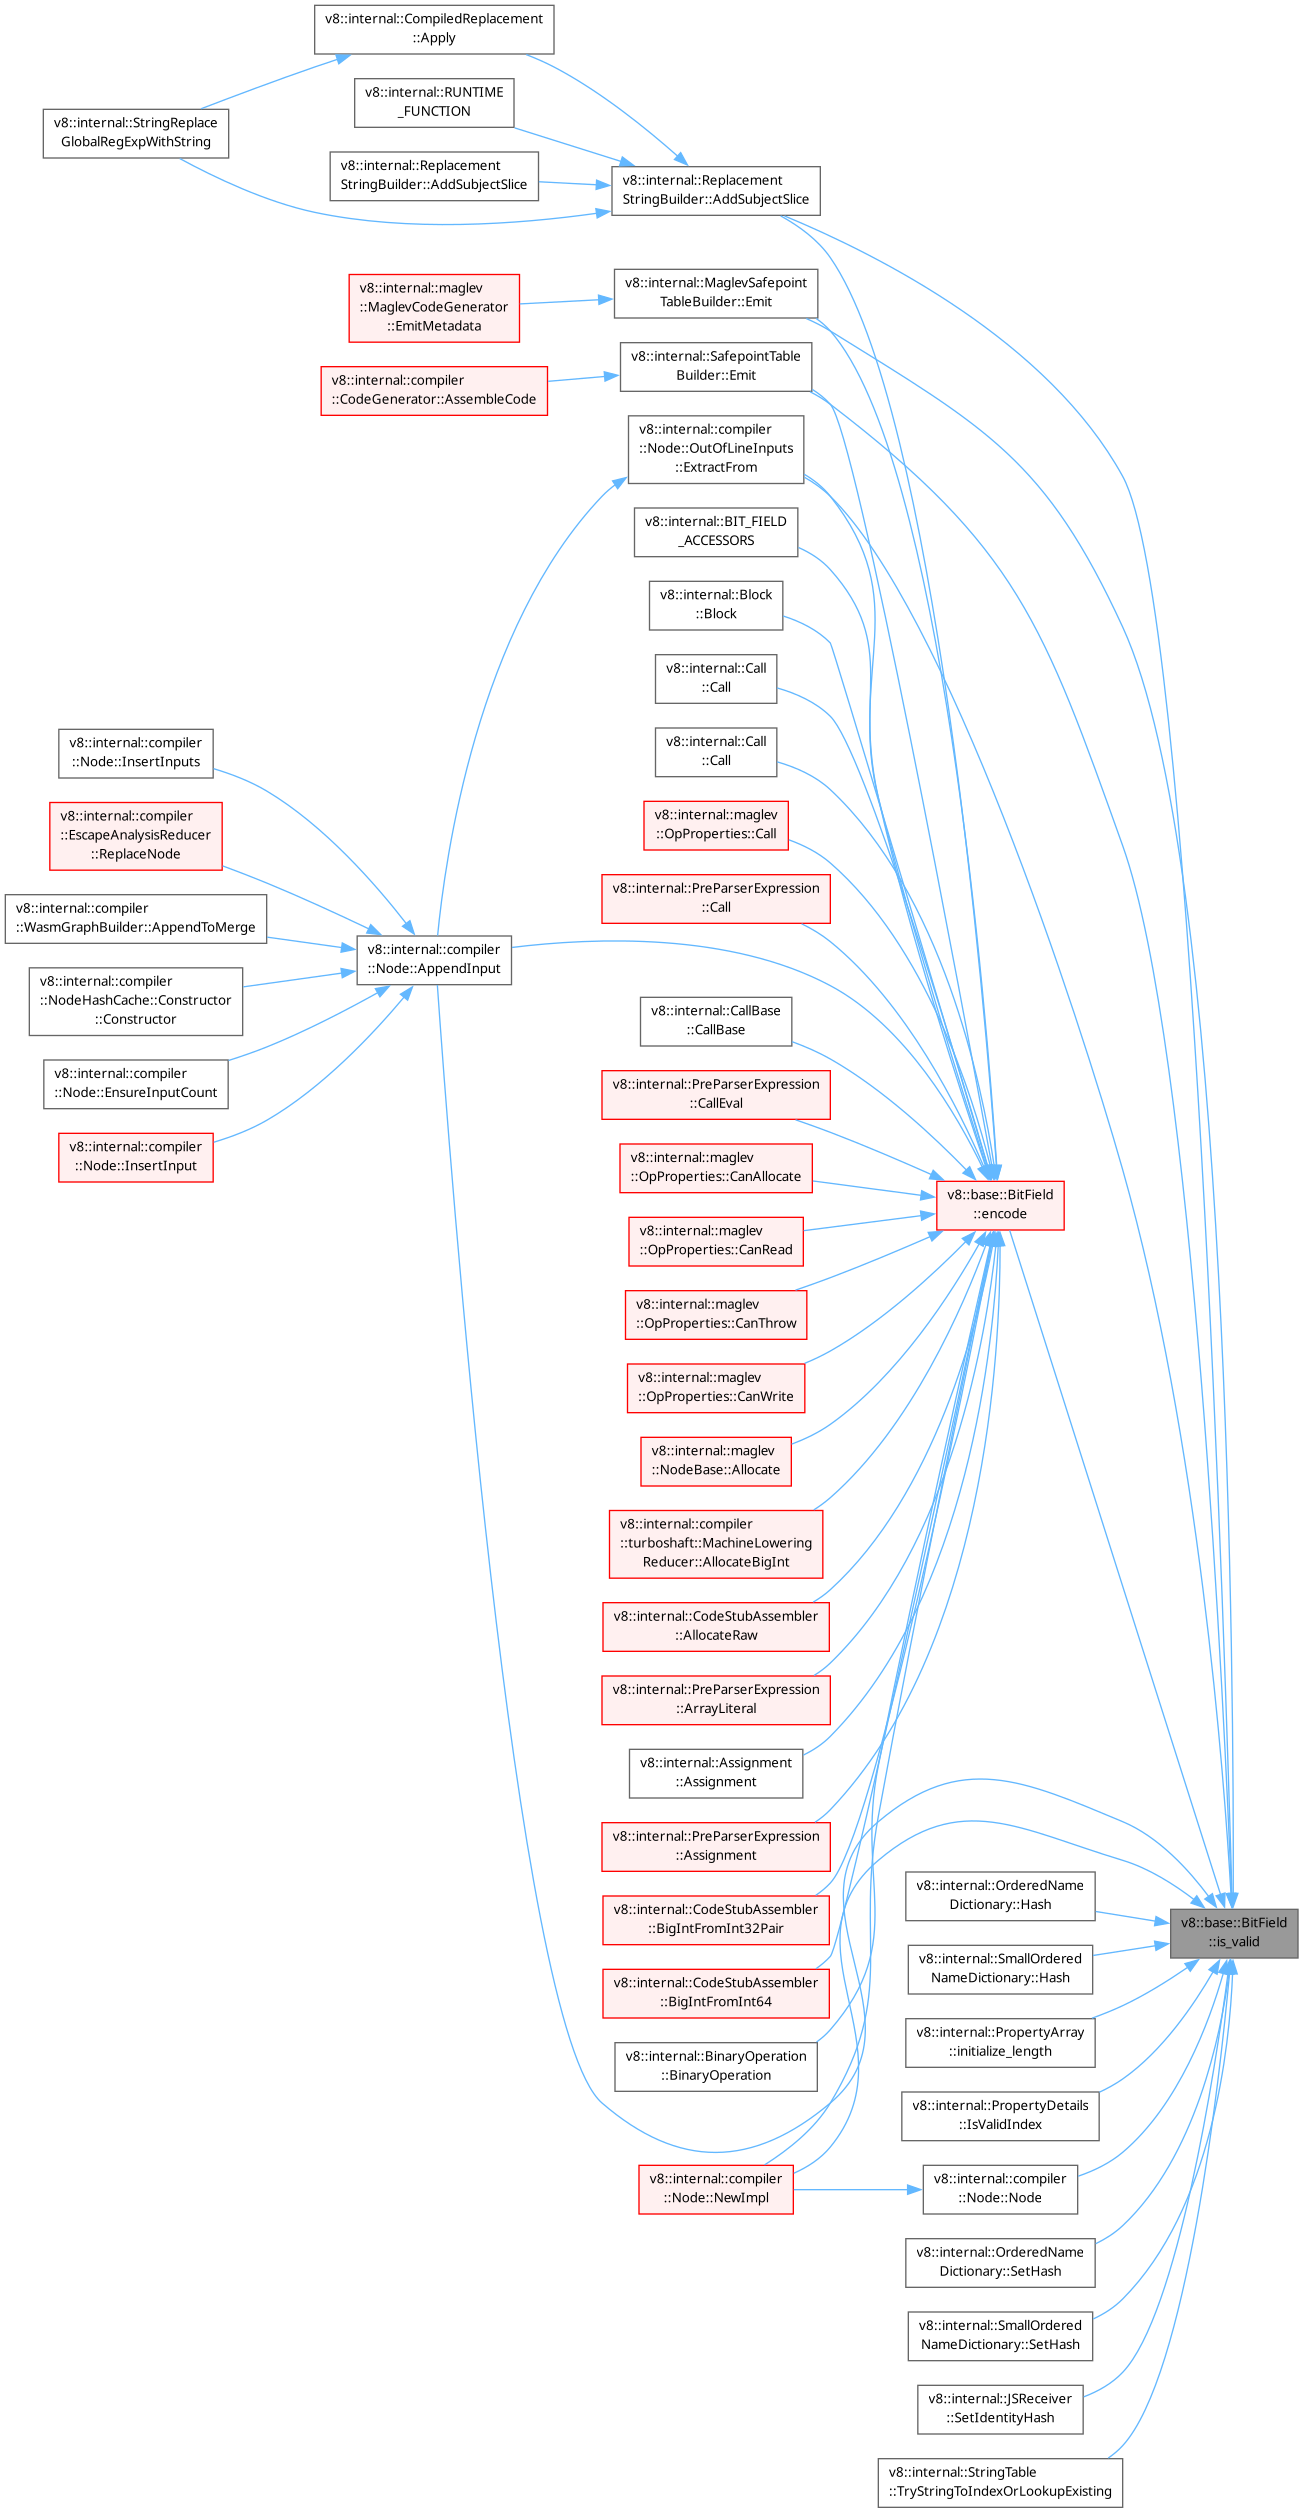 v8::internal::CompiledReplacement
::Apply
v8::internal::RUNTIME
_FUNCTION
v8::internal::StringReplace
GlobalRegExpWithString
v8::internal::Replacement
StringBuilder::AddSubjectSlice
v8::internal::Replacement
StringBuilder::AddSubjectSlice
v8::internal::maglev
::MaglevCodeGenerator
::EmitMetadata
v8::internal::MaglevSafepoint
TableBuilder::Emit
v8::internal::compiler
::CodeGenerator::AssembleCode
v8::internal::SafepointTable
Builder::Emit
v8::internal::compiler
::Node::OutOfLineInputs
::ExtractFrom
v8::internal::BIT_FIELD
_ACCESSORS
v8::internal::Block
::Block
v8::internal::Call
::Call
v8::internal::Call
::Call
v8::internal::compiler
::Node::InsertInputs
v8::internal::compiler
::EscapeAnalysisReducer
::ReplaceNode
v8::internal::maglev
::OpProperties::Call
v8::internal::PreParserExpression
::Call
v8::internal::compiler
::WasmGraphBuilder::AppendToMerge
v8::internal::compiler
::Node::AppendInput
v8::internal::compiler
::NodeHashCache::Constructor
::Constructor
v8::internal::CallBase
::CallBase
v8::internal::compiler
::Node::EnsureInputCount
v8::internal::PreParserExpression
::CallEval
v8::internal::compiler
::Node::InsertInput
v8::internal::maglev
::OpProperties::CanAllocate
v8::base::BitField
::encode
v8::internal::maglev
::OpProperties::CanRead
v8::internal::maglev
::OpProperties::CanThrow
v8::internal::maglev
::OpProperties::CanWrite
v8::internal::maglev
::NodeBase::Allocate
v8::internal::compiler
::turboshaft::MachineLowering
Reducer::AllocateBigInt
v8::internal::CodeStubAssembler
::AllocateRaw
v8::internal::PreParserExpression
::ArrayLiteral
v8::internal::Assignment
::Assignment
v8::internal::PreParserExpression
::Assignment
v8::internal::OrderedName
Dictionary::Hash
v8::internal::CodeStubAssembler
::BigIntFromInt32Pair
v8::base::BitField
::is_valid
v8::internal::SmallOrdered
NameDictionary::Hash
v8::internal::CodeStubAssembler
::BigIntFromInt64
v8::internal::PropertyArray
::initialize_length
v8::internal::BinaryOperation
::BinaryOperation
v8::internal::PropertyDetails
::IsValidIndex
v8::internal::compiler
::Node::NewImpl
v8::internal::compiler
::Node::Node
v8::internal::OrderedName
Dictionary::SetHash
v8::internal::SmallOrdered
NameDictionary::SetHash
v8::internal::JSReceiver
::SetIdentityHash
v8::internal::StringTable
::TryStringToIndexOrLookupExisting